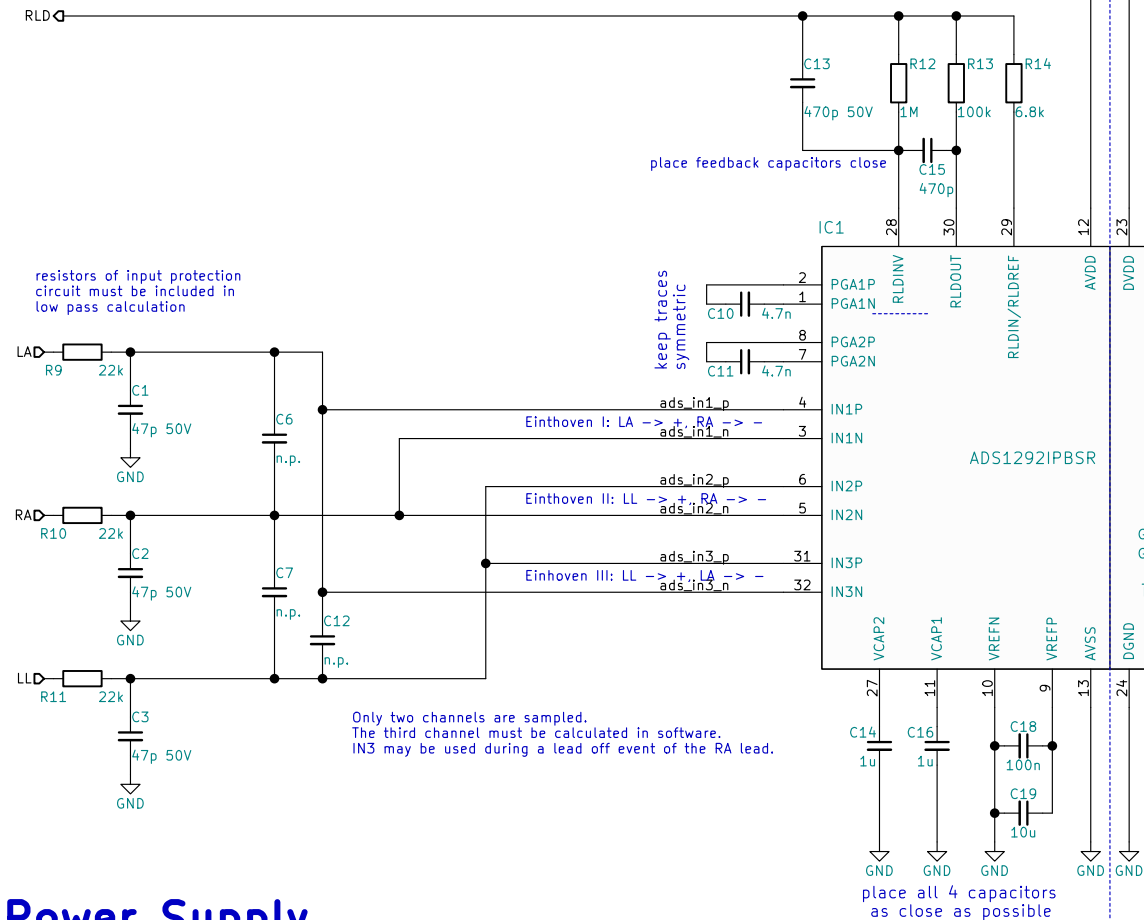 RLD
C13
470p 50V
R12
1M
R13
100k
R14
6.8k
place feedback capacitors close
C15
470p
IC1
28
30
29
12
23
RLDINV
RLDOUT
RLDIN/RLDREF
AVDD
DVDD
resistors of input protection
circuit must be included in
low pass calculation
keep traces
symmetric
2
PGA1P
1
PGA1N
C10
4.7n
8
PGA2P
7
PGA2N
C11
4.7n
LA
R9
22k
C1
47p 50V
GND
C6
n.p.
ads_in1_p
4
IN1P
Einthoven I: LA -> +, RA -> -
ads_in1_n
3
IN1N
ADS1292IPBSR
ads_in2_p
6
IN2P
Einthoven II: LL -> +, RA -> -
ads_in2_n
5
IN2N
RA
R10
22k
C2
47p 50V
GND
C7
n.p.
ads_in3_p
31
IN3P
Einhoven III: LL -> +, LA -> -
ads_in3_n
32
IN3N
C12
n.p.
LL
R11
22k
C3
47p 50V
GND
VCAP2
VCAP1
VREFN
VREFP
AVSS
DGND
27
11
10
9
13
24
Only two channels are sampled.
The third channel must be calculated in software.
IN3 may be used during a lead off event of the RA lead.
C14
1u
C16
1u
C18
100n
C19
10u
GND
GND
GND
GND
GND
place all 4 capacitors
as close as possible
Power Supply